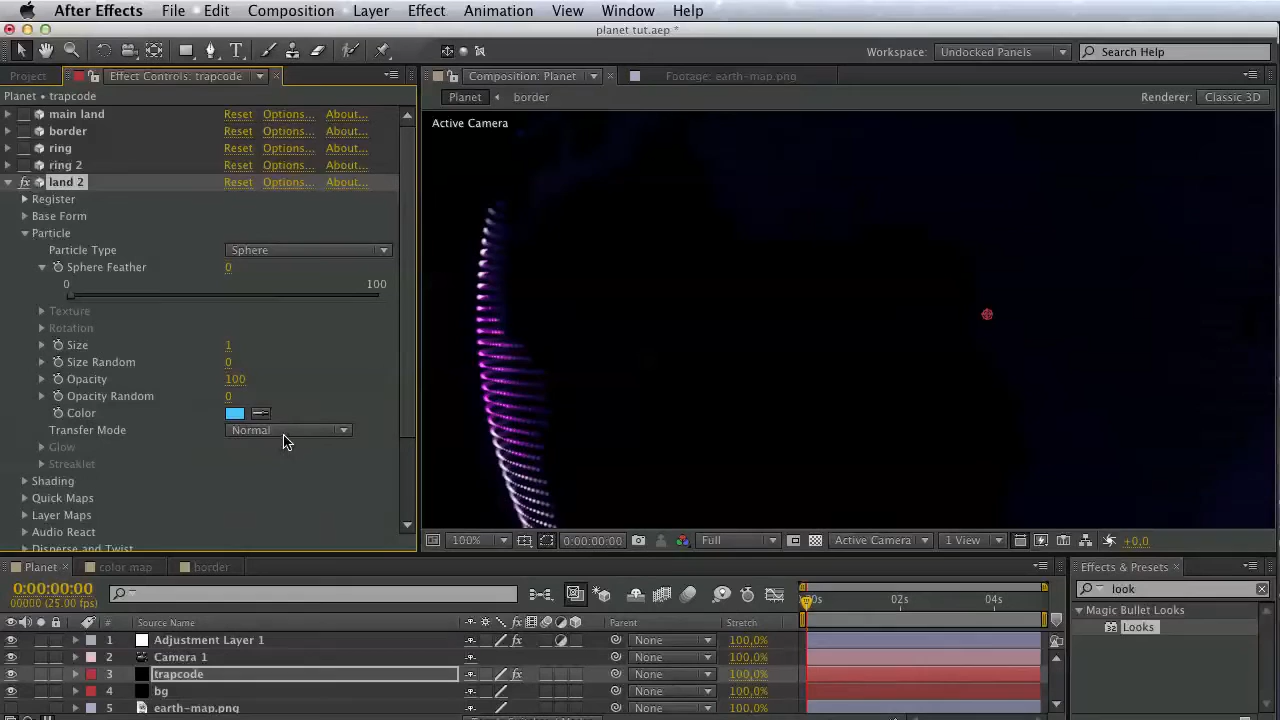 After Effects File Edit Composition Layer Effect Animation View Window Help
planet tut.aep *
Workspace: Undocked Panels Search Help
Project Effect Controls: trapcode Composition: Planet Footage: earth-map.png
Planet • trapcode Planet border Renderer: Classic 3D
main land Reset Options... About...
border Reset Options... About...
ring Reset Options... About...
ring 2 Reset Options... About...
land 2 Reset Options... About...
Register
Base Form
Particle
Particle Type Sphere
Sphere Feather 0
0 100
Texture
Rotation
Size 1
Size Random 0
Opacity 100
Opacity Random 0
Color
Transfer Mode Normal
Glow
Streaklet
Shading
Quick Maps
Layer Maps
Audio React
Disperse and Twist
Active Camera
100% 0:00:00:00 Full Active Camera 1 View +0,0
Planet color map border
0:00:00:00
00000 (25.00 fps)
0s 02s 04s
# Source Name Parent Stretch
1 Adjustment Layer 1 fx None 100,0%
2 Camera 1 None 100,0%
3 trapcode fx None 100,0%
4 bg None 100,0%
5 earth-map.png None 100,0%
Effects & Presets
look
Magic Bullet Looks
Looks